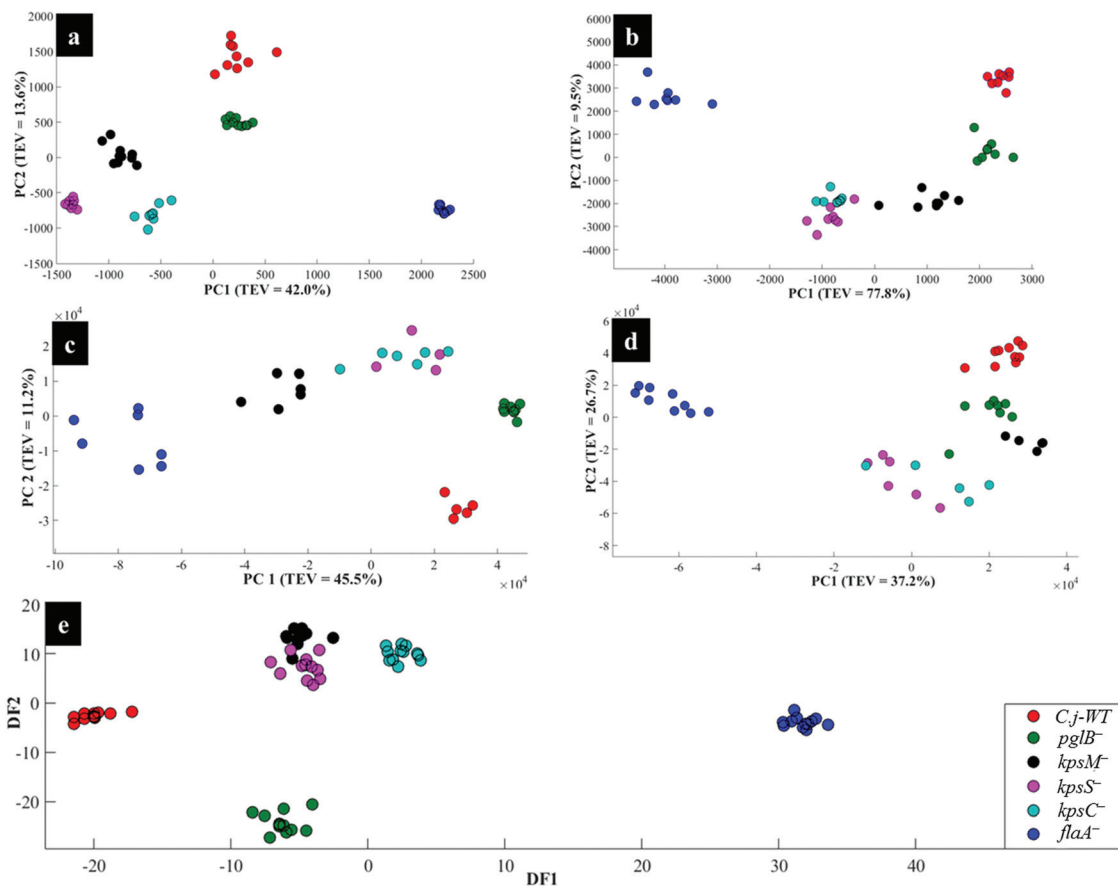 a
2000
1500
1000
500
0
-500
-1000
-1500
PC2 (TEV = 13.6%)
-1500 -1000 -500 0 500 1000 1500 2000 2500
PC1 (TEV = 42.0%)
b
6000
5000
4000
3000
2000
1000
0
-1000
-2000
-3000
-4000
PC2 (TEV = 9.5%)
-4000 -3000 -2000 -1000 0 1000 2000 3000
PC1 (TEV = 77.8%)
c
×10⁴
2
1
0
-1
-2
-3
PC 2 (TEV = 11.2%)
-10 -8 -6 -4 -2 0 2 4
PC 1 (TEV = 45.5%)
×10⁴
d
×10⁴
6
4
2
0
-2
-4
-6
-8
PC2 (TEV = 26.7%)
-6 -4 -2 0 2 4
PC1 (TEV = 37.2%)
×10⁴
e
20
10
0
-10
-20
DF2
-20 -10 0 10 20 30 40
DF1
C.j-WT
pglB⁻
kpsM⁻
kpsS⁻
kpsC⁻
flaA⁻